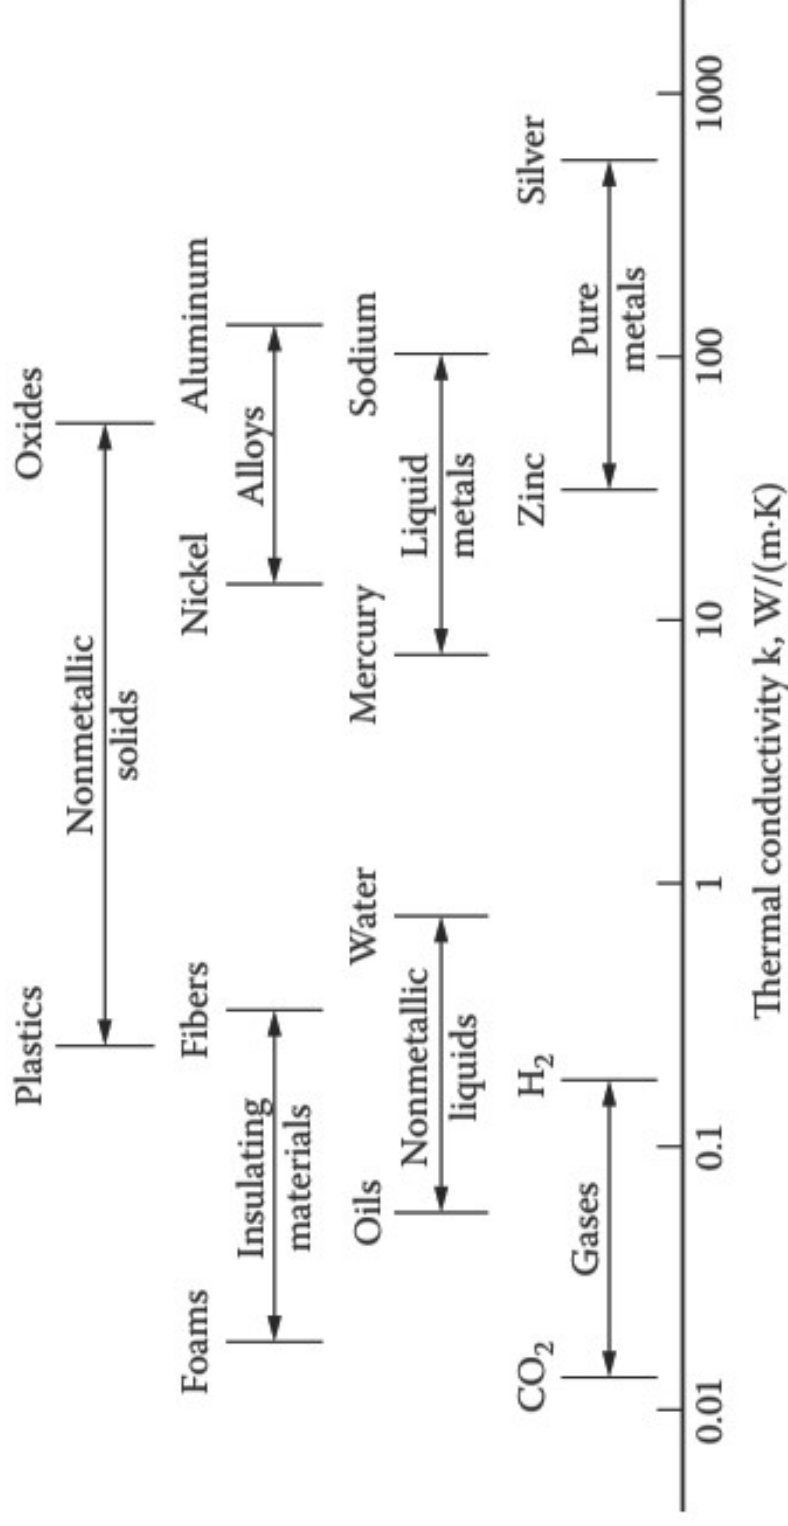 Plastics
Oxides
Nonmetallic
solids
Foams
Fibers
Nickel
Aluminum
Insulating
materials
Alloys
Oils
Water
Mercury
Sodium
Nonmetallic
liquids
Liquid
metals
CO2
H2
Zinc
Silver
Gases
Pure
metals
0.01
0.1
1
10
100
1000
Thermal conductivity k, W/(m·K)